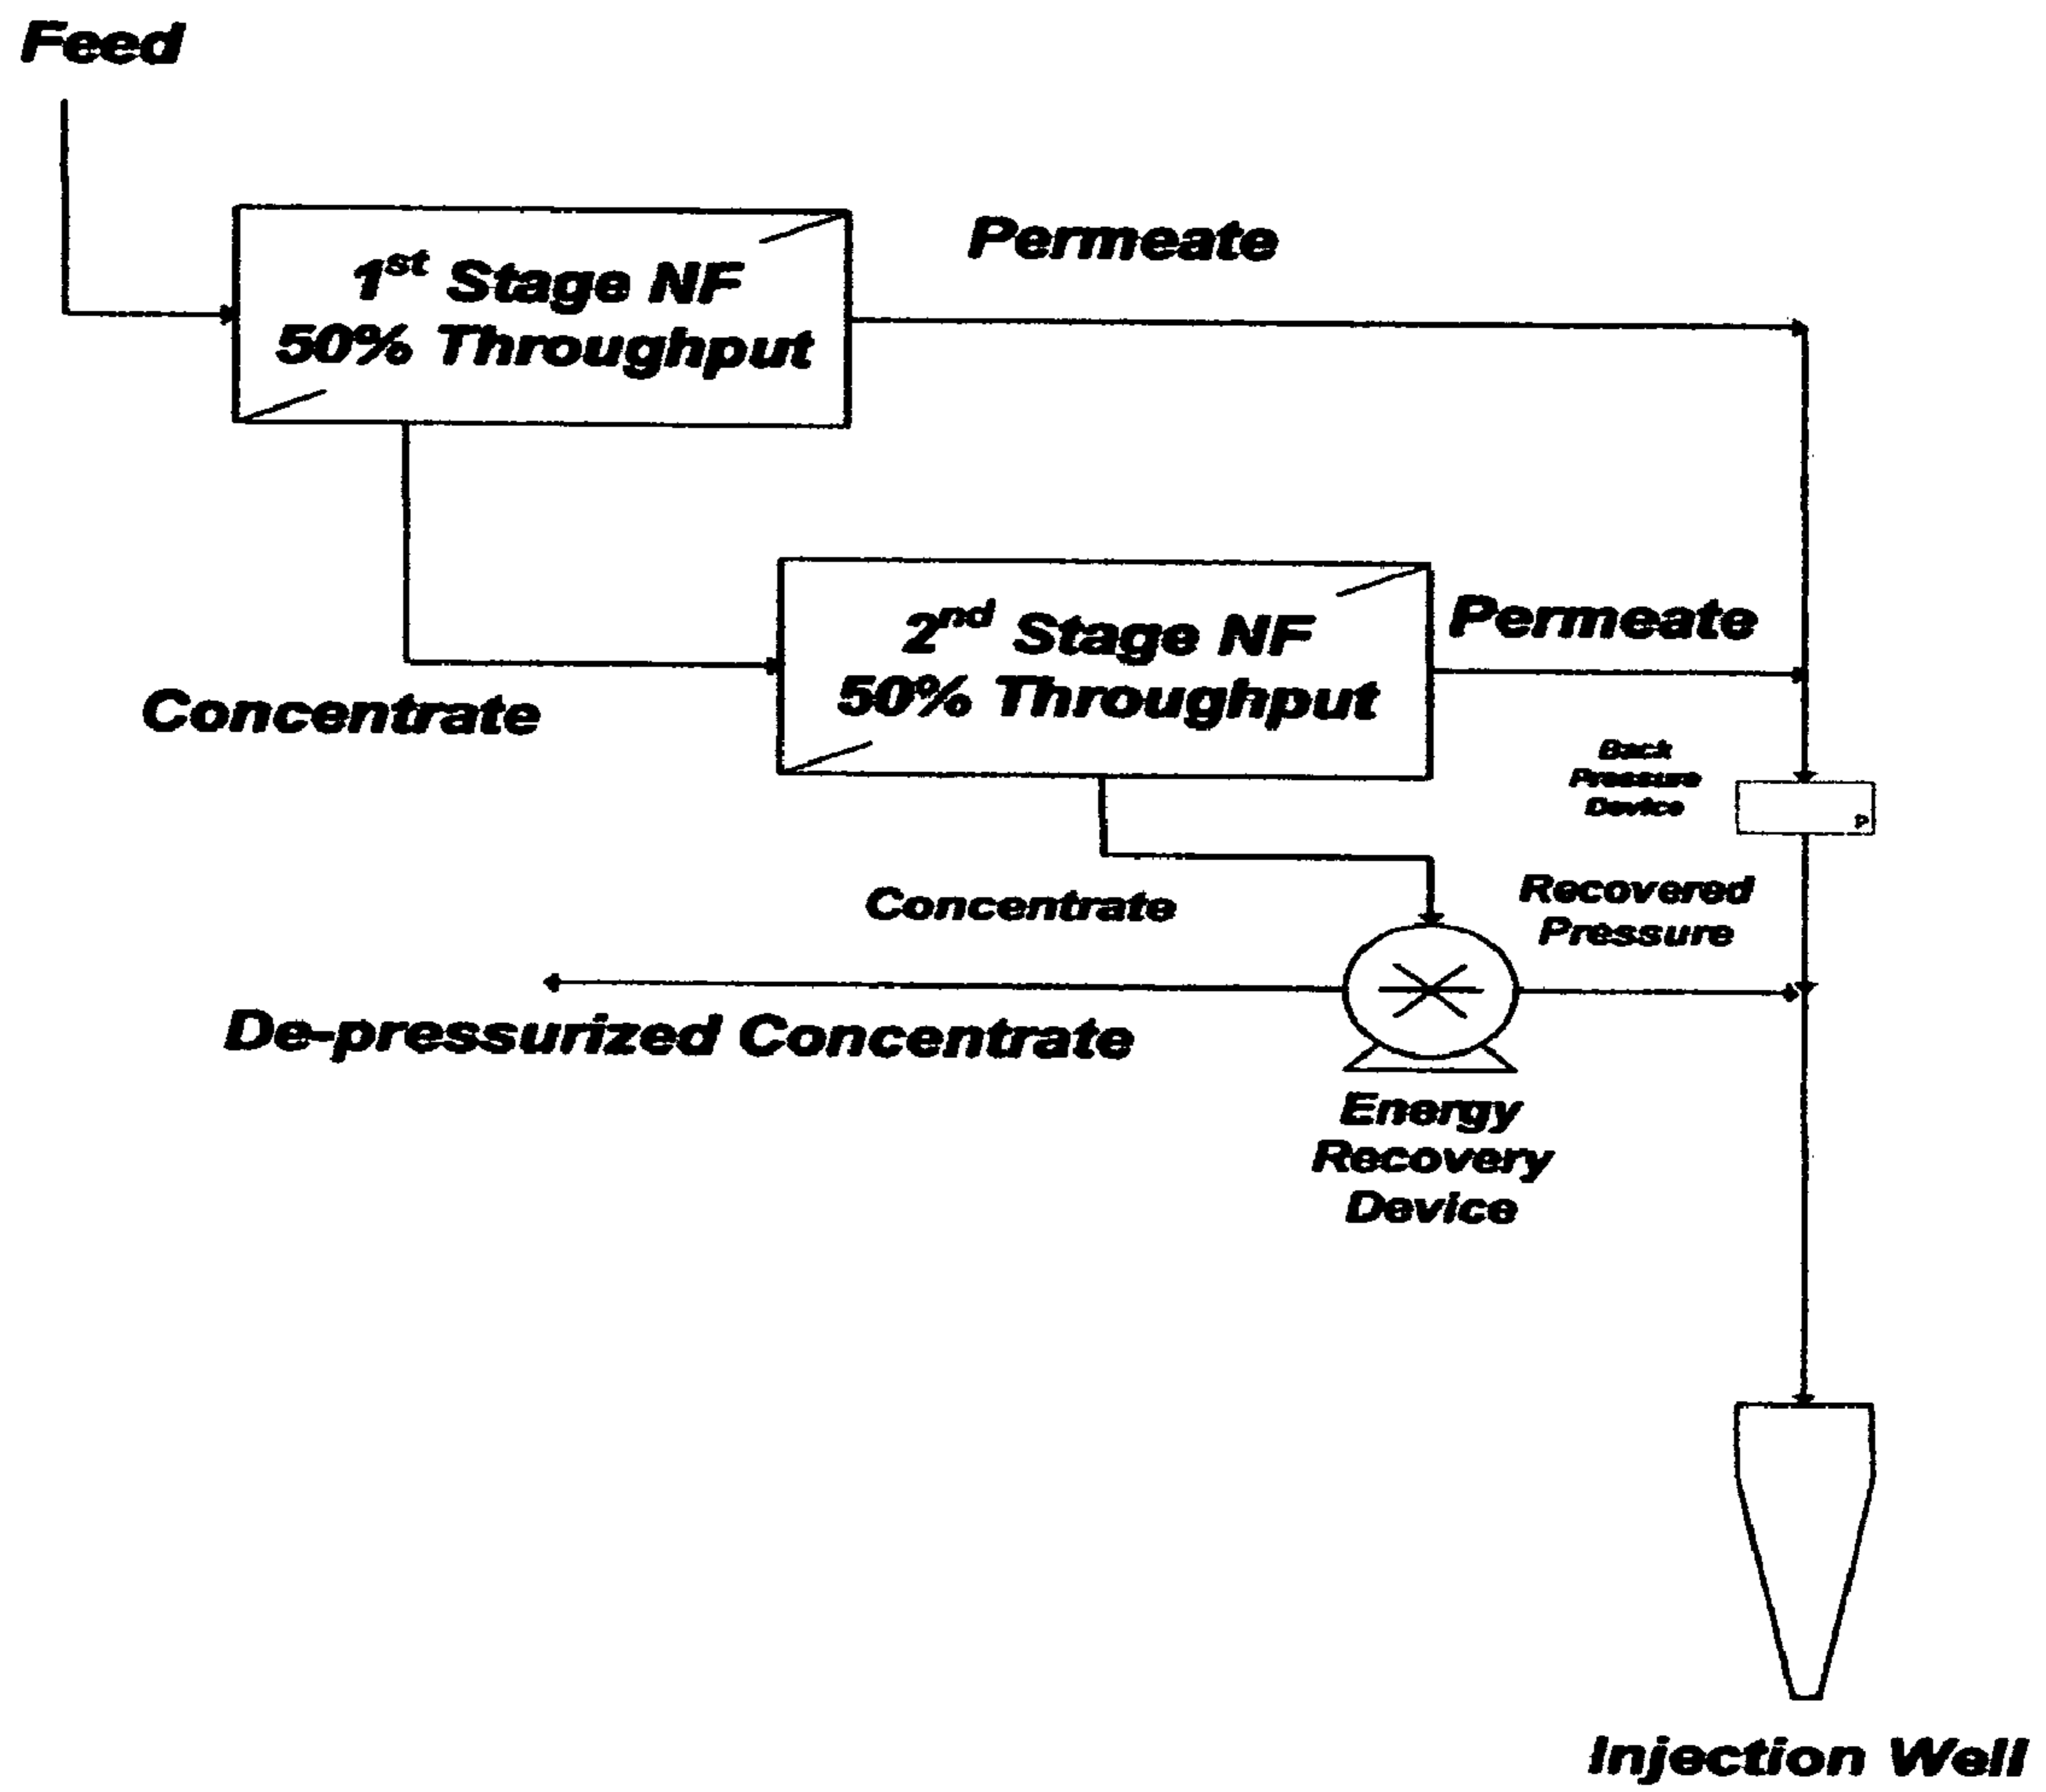 Feed
1st Stage NF
50% Throughput
Permeate
Concentrate
2nd Stage NF
50% Throughput
Permeate
Back
Pressure
Device
P
Concentrate
Recovered
Pressure
De-pressurized Concentrate
Energy
Recovery
Device
Injection Well